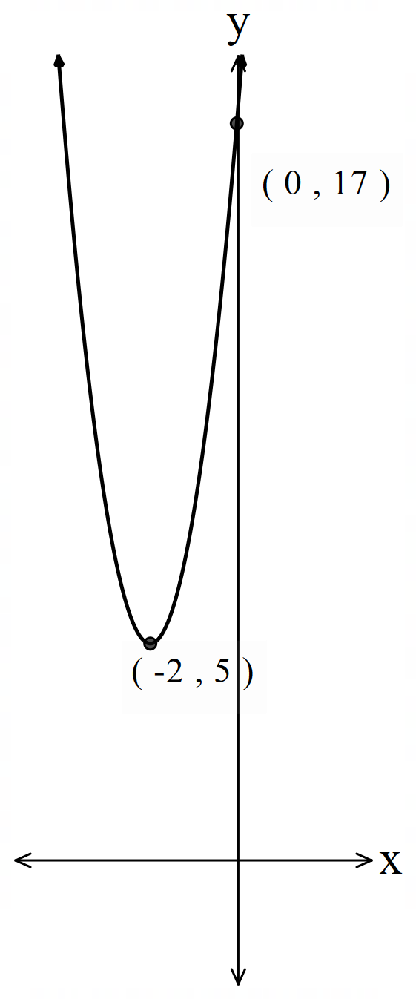 y
( 0 , 17 )
( -2 , 5 )
x